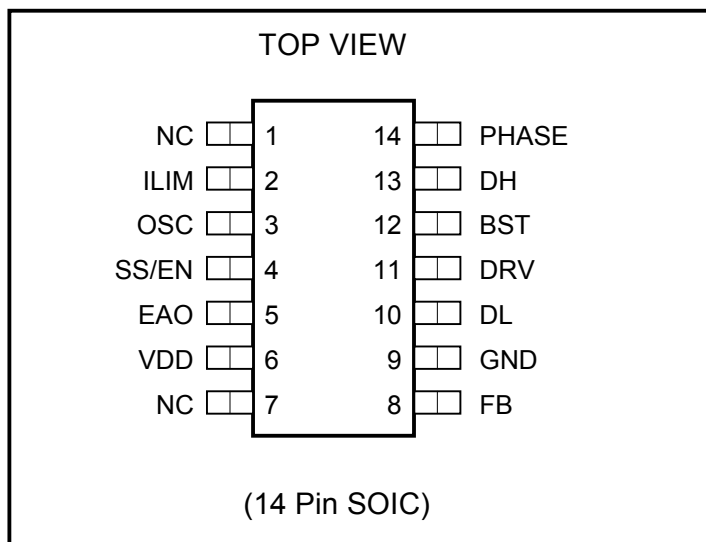 TOP VIEW
NC 1 14 PHASE
ILIM 2 13 DH
OSC 3 12 BST
SS/EN 4 11 DRV
EAO 5 10 DL
VDD 6 9 GND
NC 7 8 FB
(14 Pin SOIC)